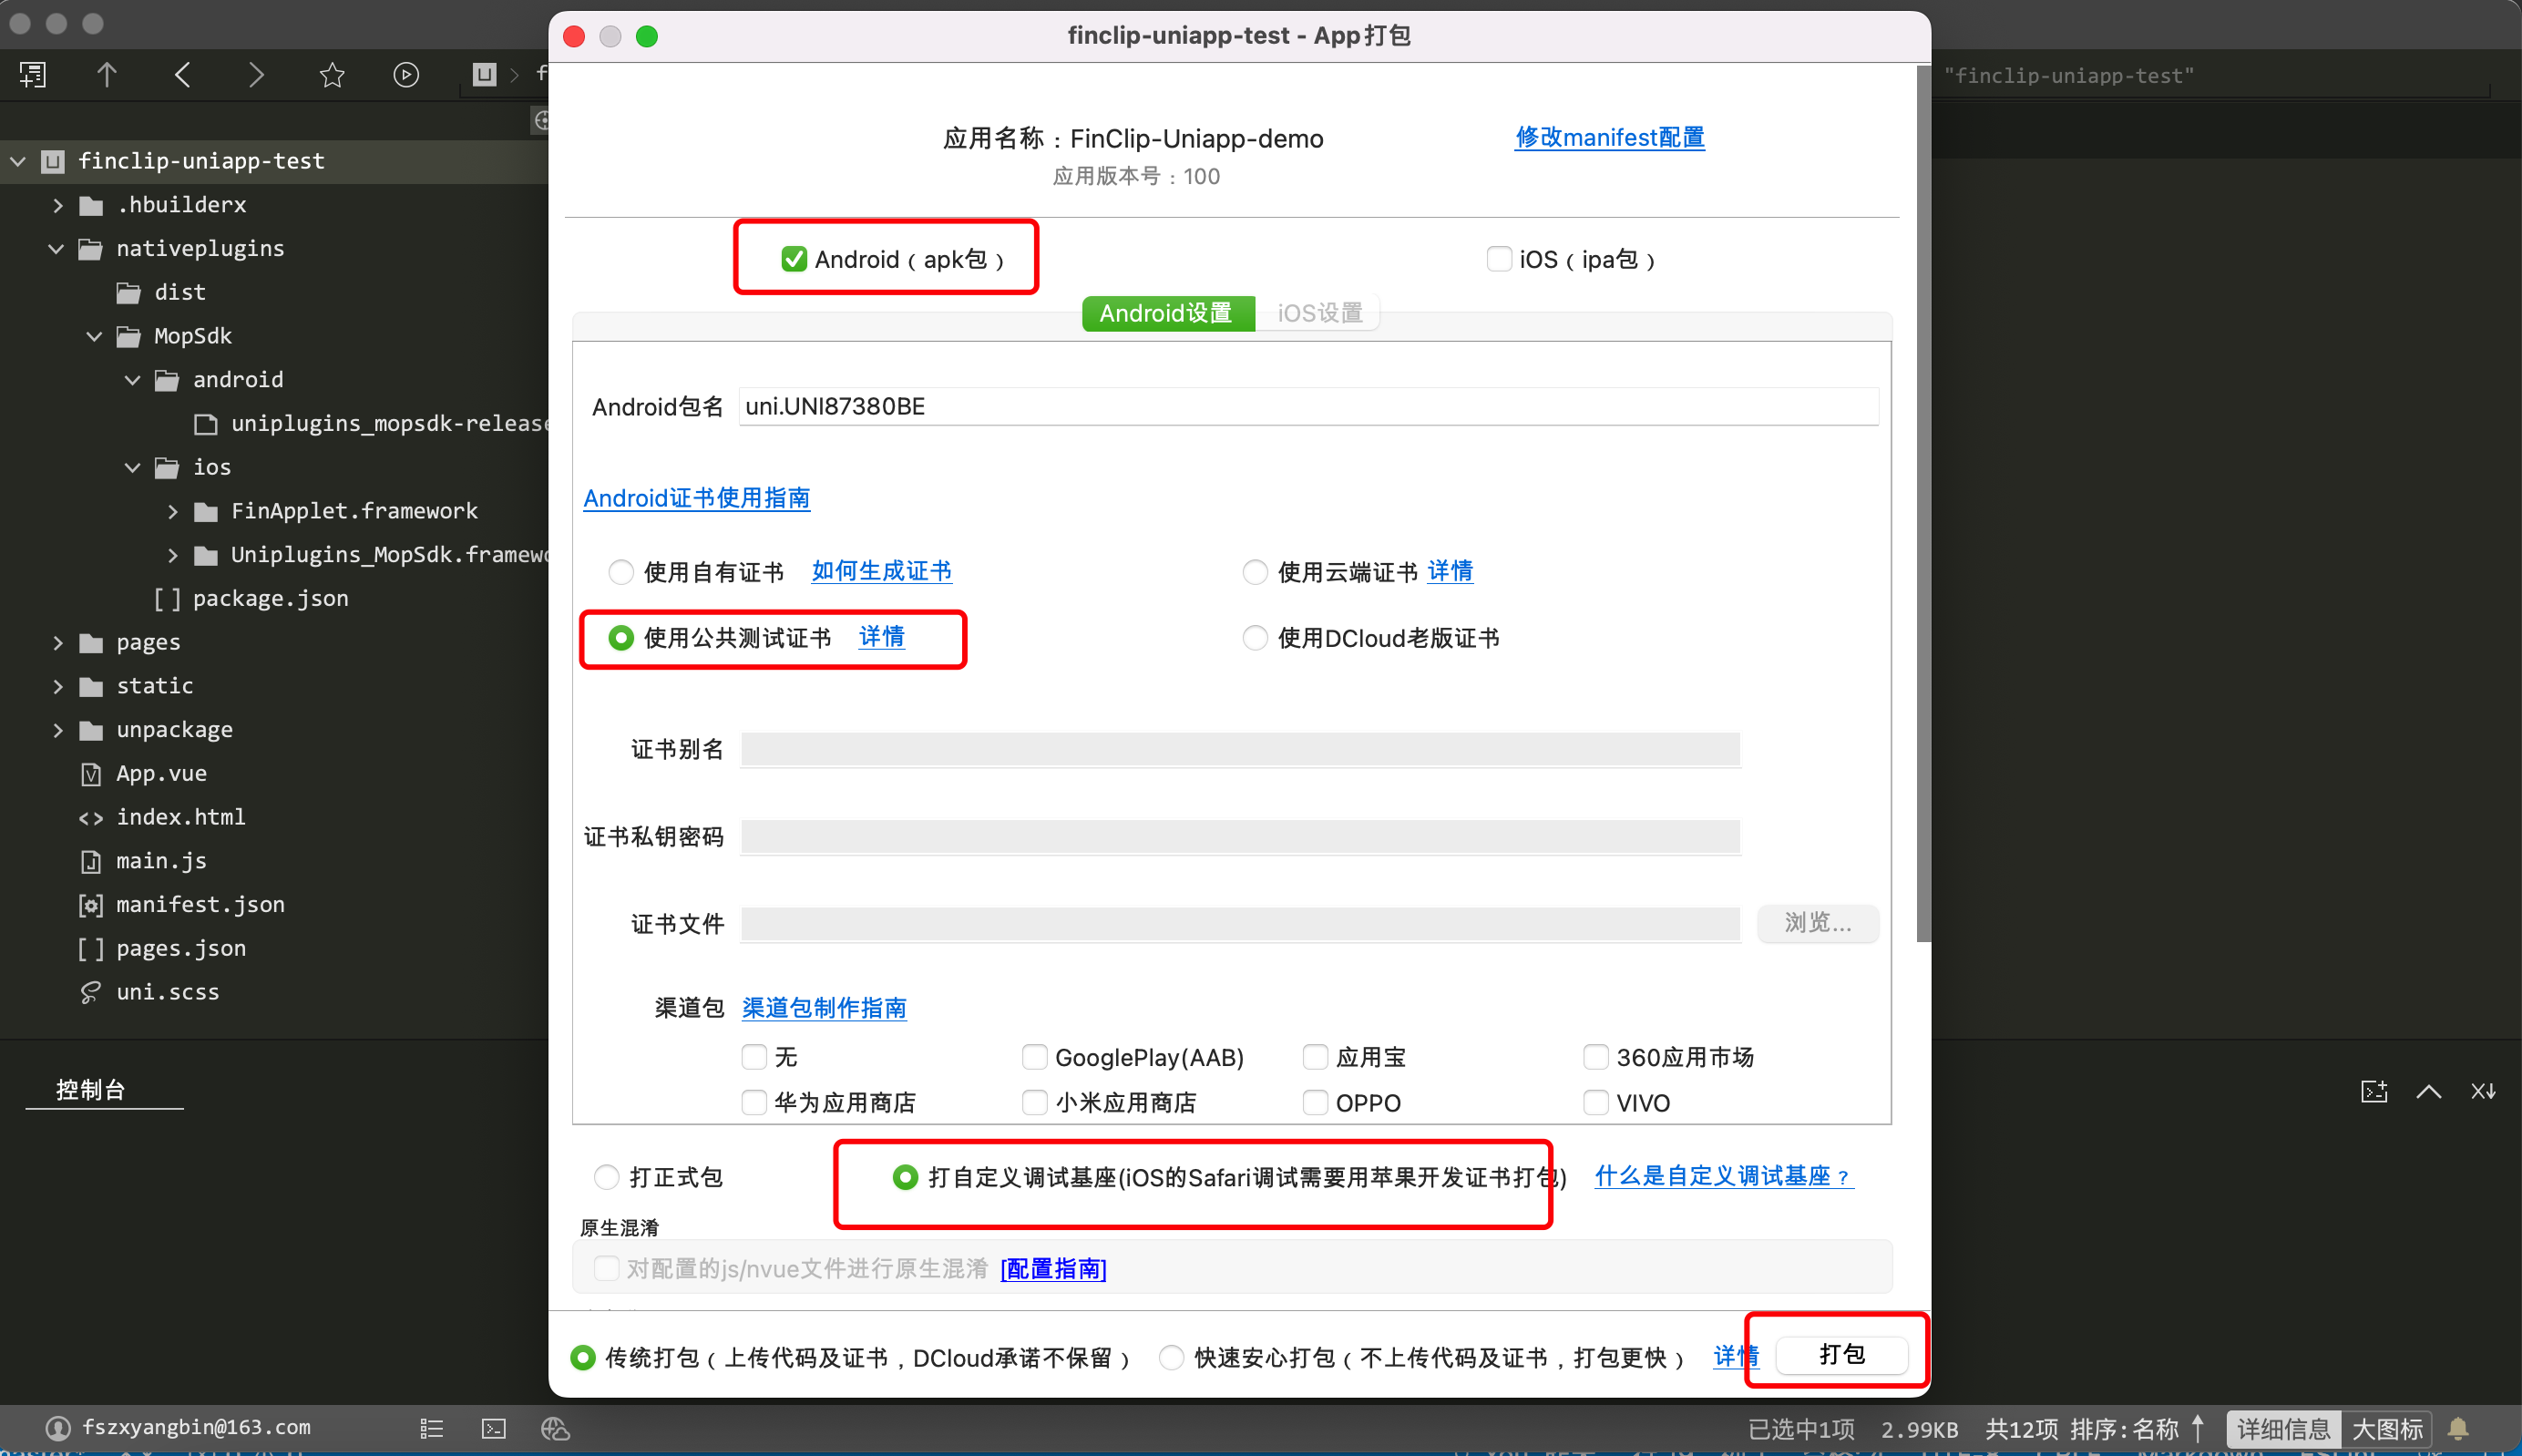 finclip-uniapp-test - App打包
"finclip-uniapp-test"
finclip-uniapp-test
.hbuilderx
nativeplugins
dist
MopSdk
android
uniplugins_mopsdk-release
ios
FinApplet.framework
Uniplugins_MopSdk.framewo
package.json
pages
static
unpackage
App.vue
index.html
main.js
manifest.json
pages.json
uni.scss
应用名称：FinClip-Uniapp-demo
修改manifest配置
应用版本号：100
Android（apk包）
iOS（ipa包）
Android设置
iOS设置
Android包名
uni.UNI87380BE
Android证书使用指南
使用自有证书 如何生成证书
使用云端证书 详情
使用公共测试证书 详情
使用DCloud老版证书
证书别名
证书私钥密码
证书文件
浏览...
渠道包 渠道包制作指南
无
GooglePlay(AAB)
应用宝
360应用市场
华为应用商店
小米应用商店
OPPO
VIVO
打正式包
打自定义调试基座(iOS的Safari调试需要用苹果开发证书打包)
什么是自定义调试基座？
原生混淆
对配置的js/nvue文件进行原生混淆 [配置指南]
传统打包（上传代码及证书，DCloud承诺不保留）
快速安心打包（不上传代码及证书，打包更快）
详情
打包
控制台
fszxyangbin@163.com
已选中1项
2.99KB
共12项
排序:名称
详细信息
大图标